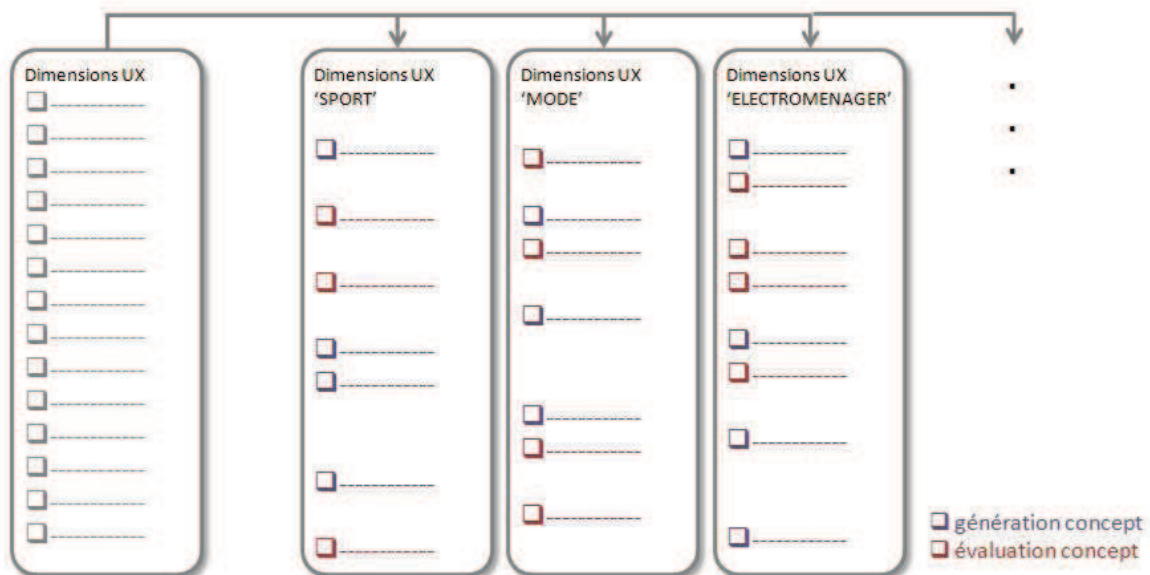 Dimensions UX
Dimensions UX
'SPORT'
Dimensions UX
'MODE'
Dimensions UX
'ELECTROMENAGER'
génération concept
évaluation concept